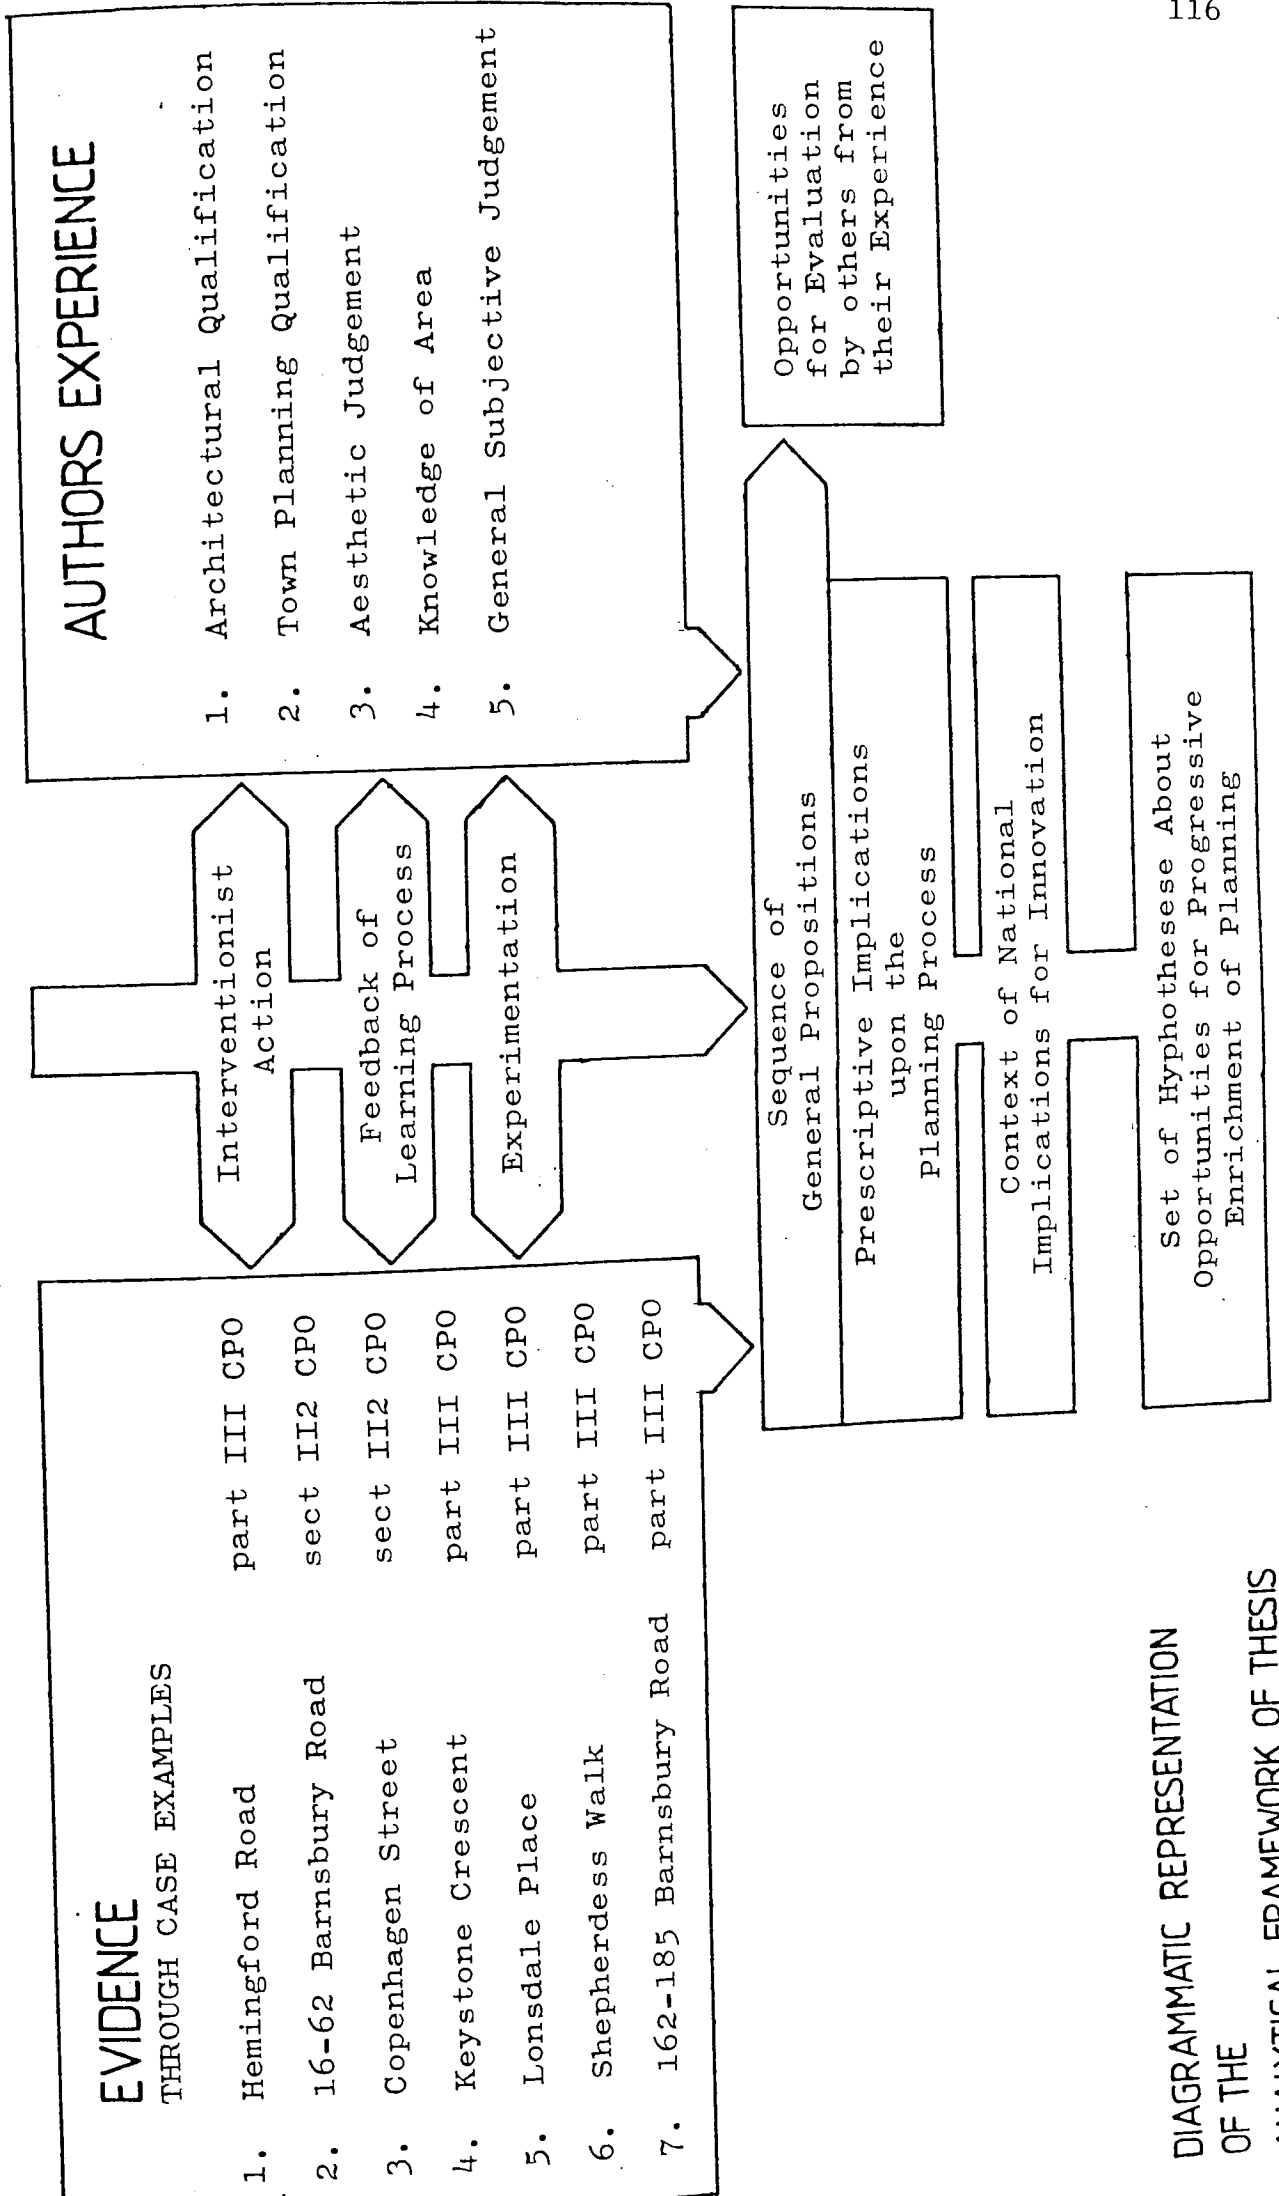 116
EVIDENCE
THROUGH CASE EXAMPLES
1. Hemingford Road part III CPO
2. 16-62 Barnsbury Road sect II2 CPO
3. Copenhagen Street sect II2 CPO
4. Keystone Crescent part III CPO
5. Lonsdale Place part III CPO
6. Shepherdess Walk part III CPO
7. 162-185 Barnsbury Road part III CPO
Interventionist
Action
Feedback of
Learning Process
Experimentation
AUTHORS EXPERIENCE
1. Architectural Qualification
2. Town Planning Qualification
3. Aesthetic Judgement
4. Knowledge of Area
5. General Subjective Judgement
Sequence of
General Propositions
Prescriptive Implications
upon the
Planning Process
Context of National
Implications for Innovation
Set of Hyphothesese About
Opportunities for Progressive
Enrichment of Planning
Opportunities
for Evaluation
by others from
their Experience
DIAGRAMMATIC REPRESENTATION
OF THE
ANALYTICAL FRAMEWORK OF THESIS